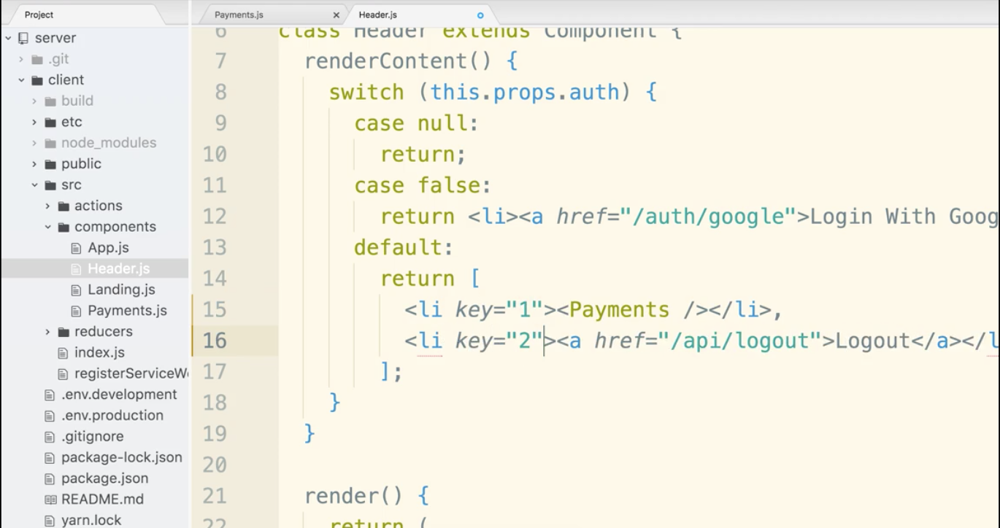 Project
Payments.js
Header.js
server
.git
client
build
etc
node_modules
public
src
actions
components
App.js
Header.js
Landing.js
Payments.js
reducers
index.js
registerServiceWo
.env.development
.env.production
.gitignore
package-lock.json
package.json
README.md
yarn.lock
6 class Header extends Component {
7 renderContent() {
8 switch (this.props.auth) {
9 case null:
10 return;
11 case false:
12 return <li><a href="/auth/google">Login With Goog
13 default:
14 return [
15 <li key="1"><Payments /></li>,
16 <li key="2"><a href="/api/logout">Logout</a></l
17 ];
18 }
19 }
20
21 render() {
22 return (